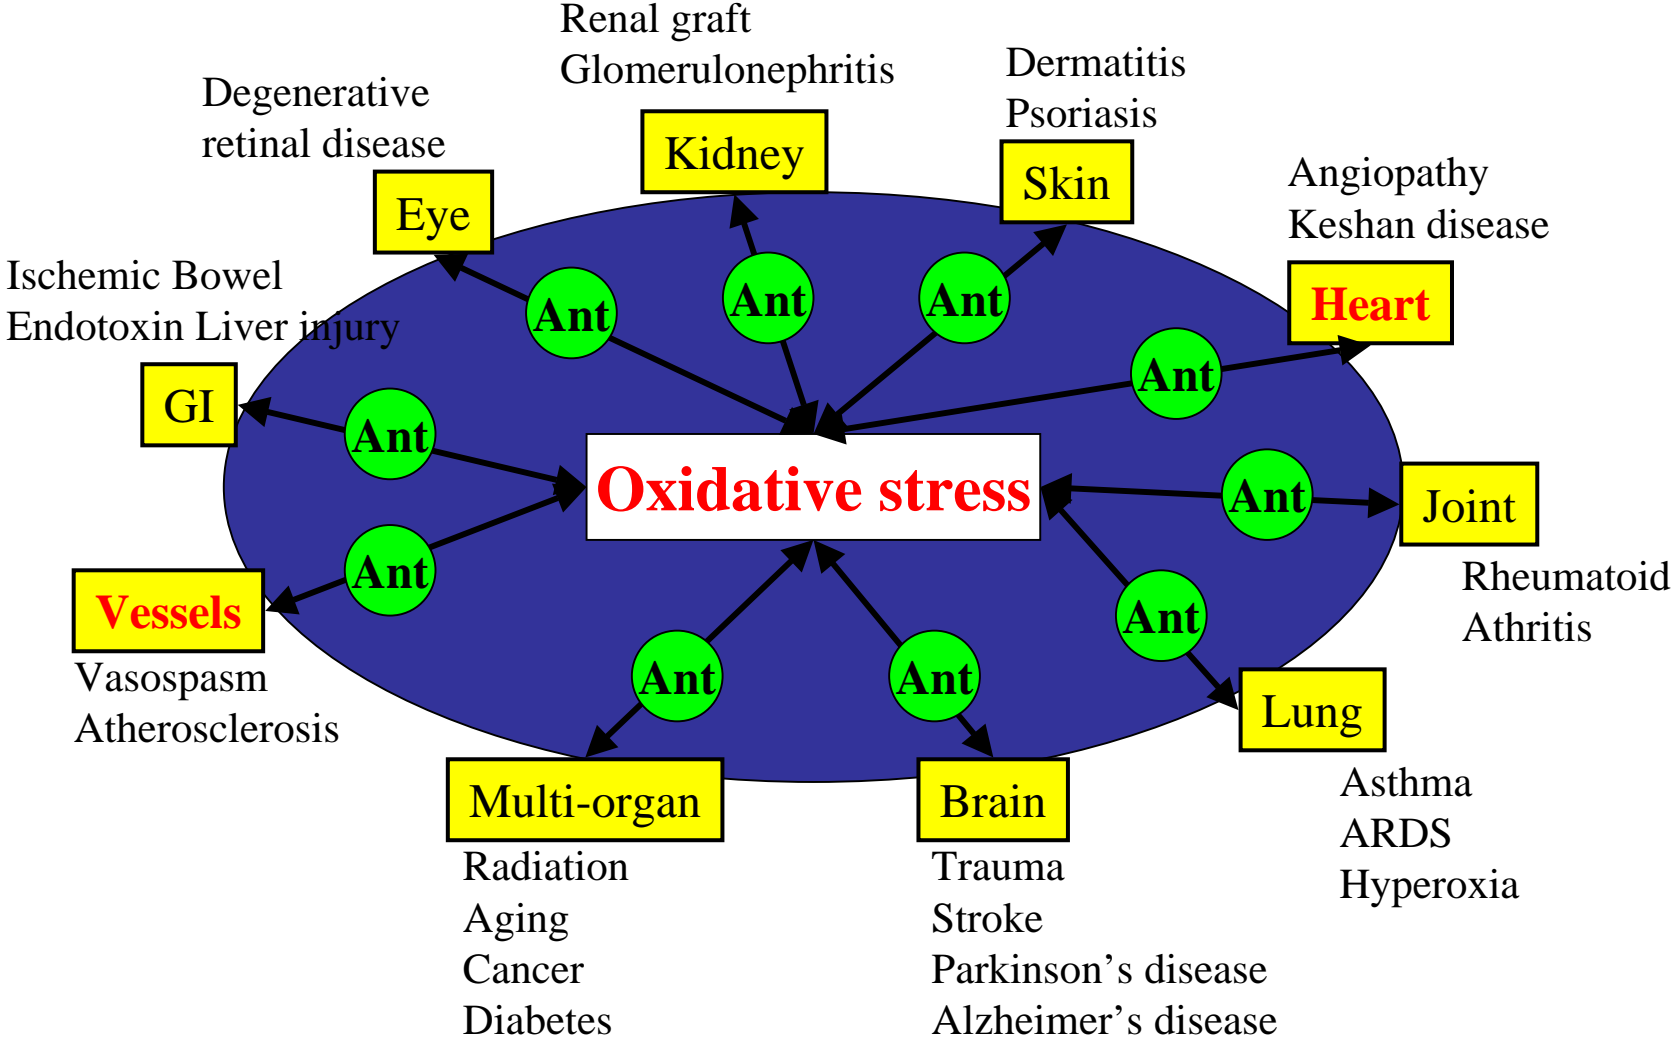 Renal graft
Glomerulonephritis
Kidney
Dermatitis
Psoriasis
Skin
Degenerative
retinal disease
Eye
Angiopathy
Keshan disease
Heart
Ischemic Bowel
Endotoxin Liver injury
GI
Ant
Ant
Ant
Ant
Ant
Ant
Oxidative stress
Ant
Joint
Rheumatoid
Athritis
Ant
Vessels
Vasospasm
Atherosclerosis
Ant
Lung
Asthma
ARDS
Hyperoxia
Ant
Ant
Multi-organ
Radiation
Aging
Cancer
Diabetes
Brain
Trauma
Stroke
Parkinson’s disease
Alzheimer’s disease